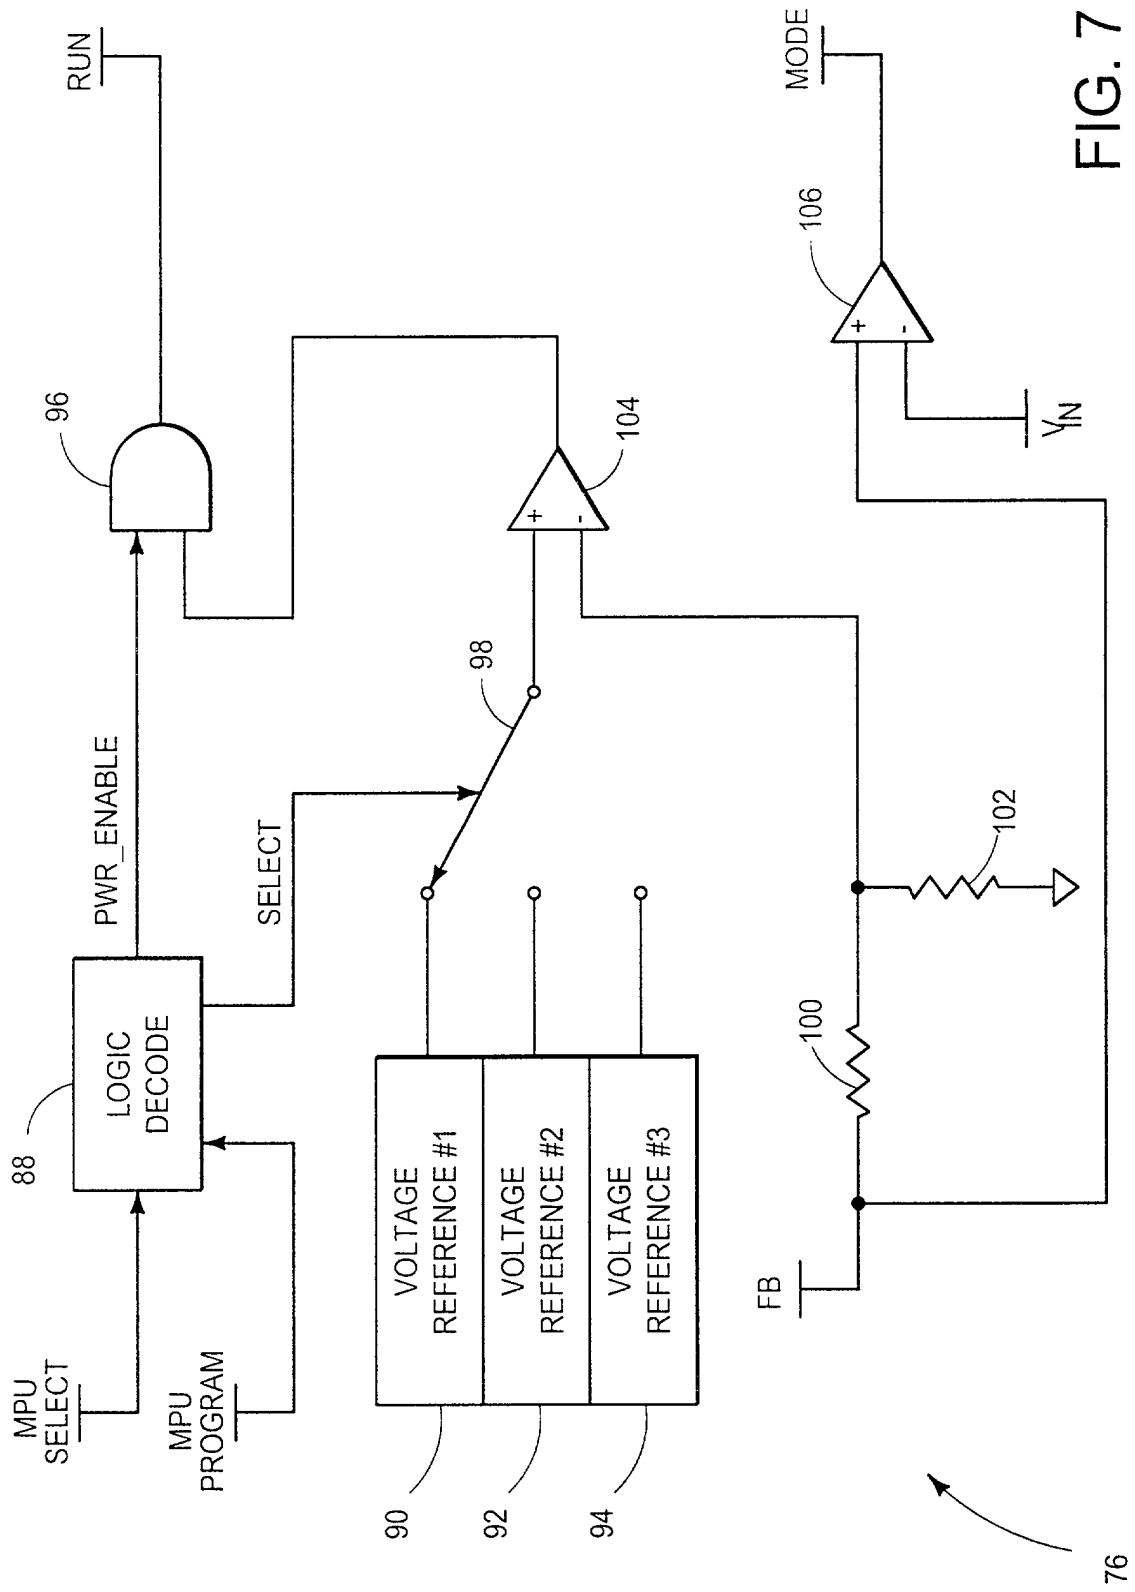 MPU
SELECT
MPU
PROGRAM
88
LOGIC
DECODE
PWR_ENABLE
SELECT
96
RUN
90
VOLTAGE
REFERENCE #1
92
VOLTAGE
REFERENCE #2
94
VOLTAGE
REFERENCE #3
98
+
-
104
FB
100
102
+
-
106
VIN
MODE
76
FIG. 7